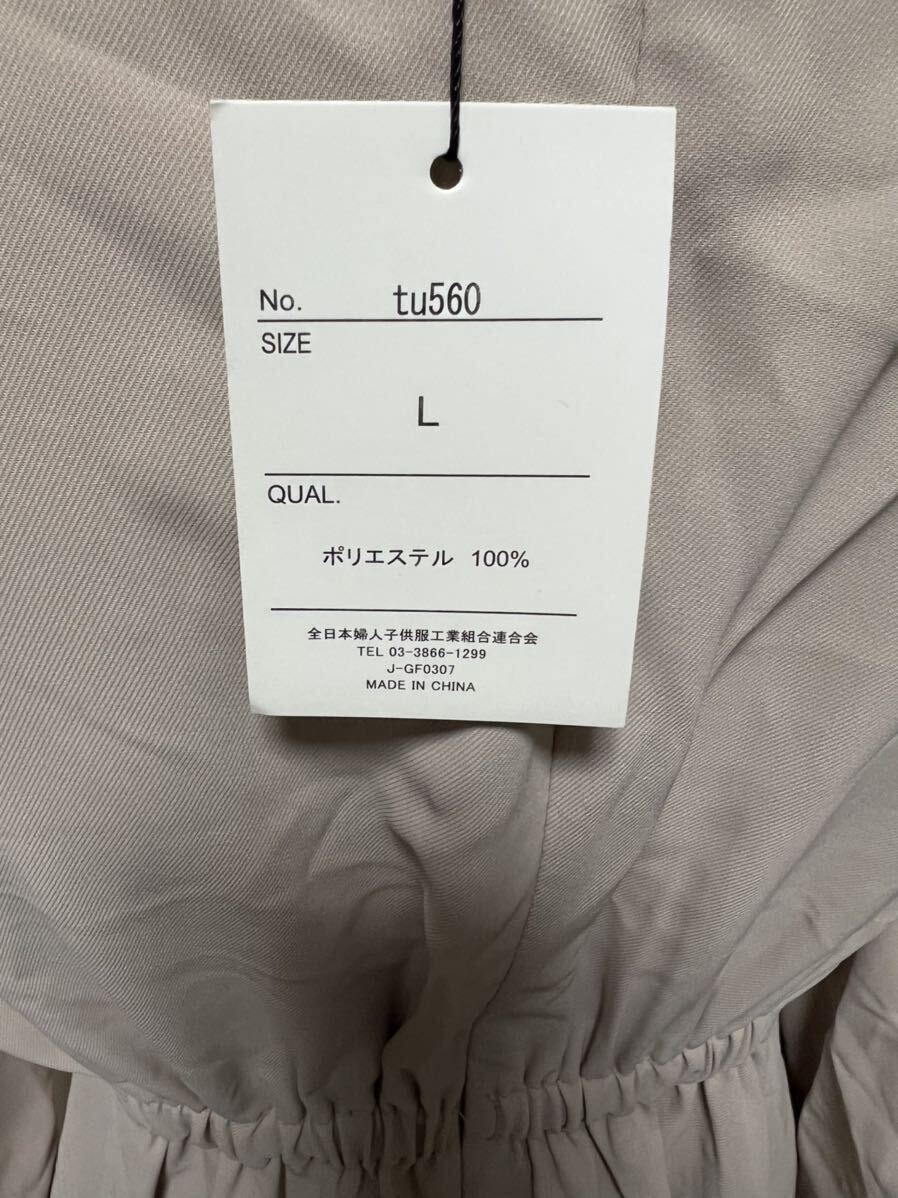 No. tu560
SIZE
L
QUAL.
ポリエステル 100%
全日本婦人子供服工業組合連合会
TEL 03-3866-1299
J-GF0307
MADE IN CHINA